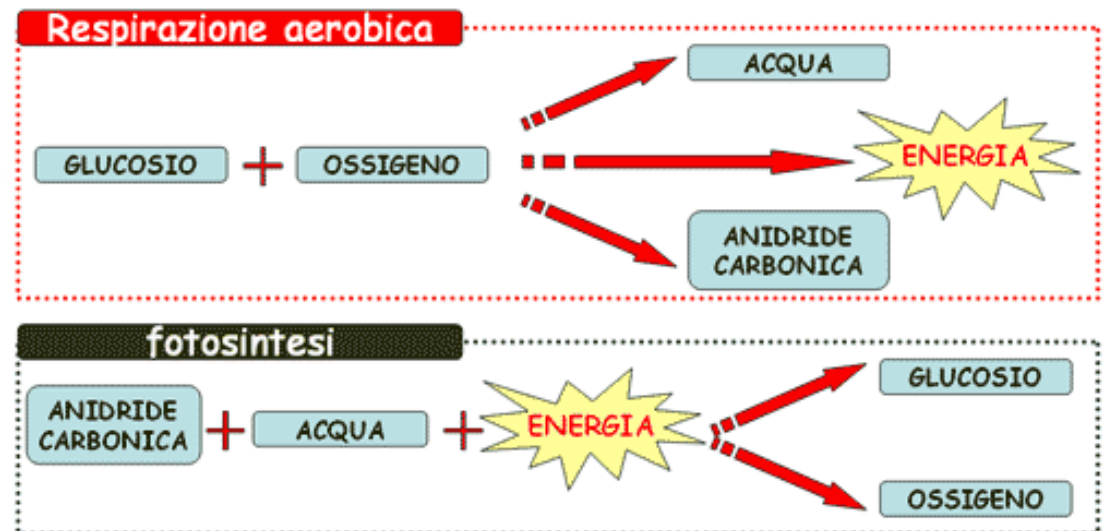 Respirazione aerobica
GLUCOSIO + OSSIGENO
ACQUA
ENERGIA
ANIDRIDE
CARBONICA
fotosintesi
ANIDRIDE
CARBONICA
+ ACQUA + ENERGIA
GLUCOSIO
OSSIGENO